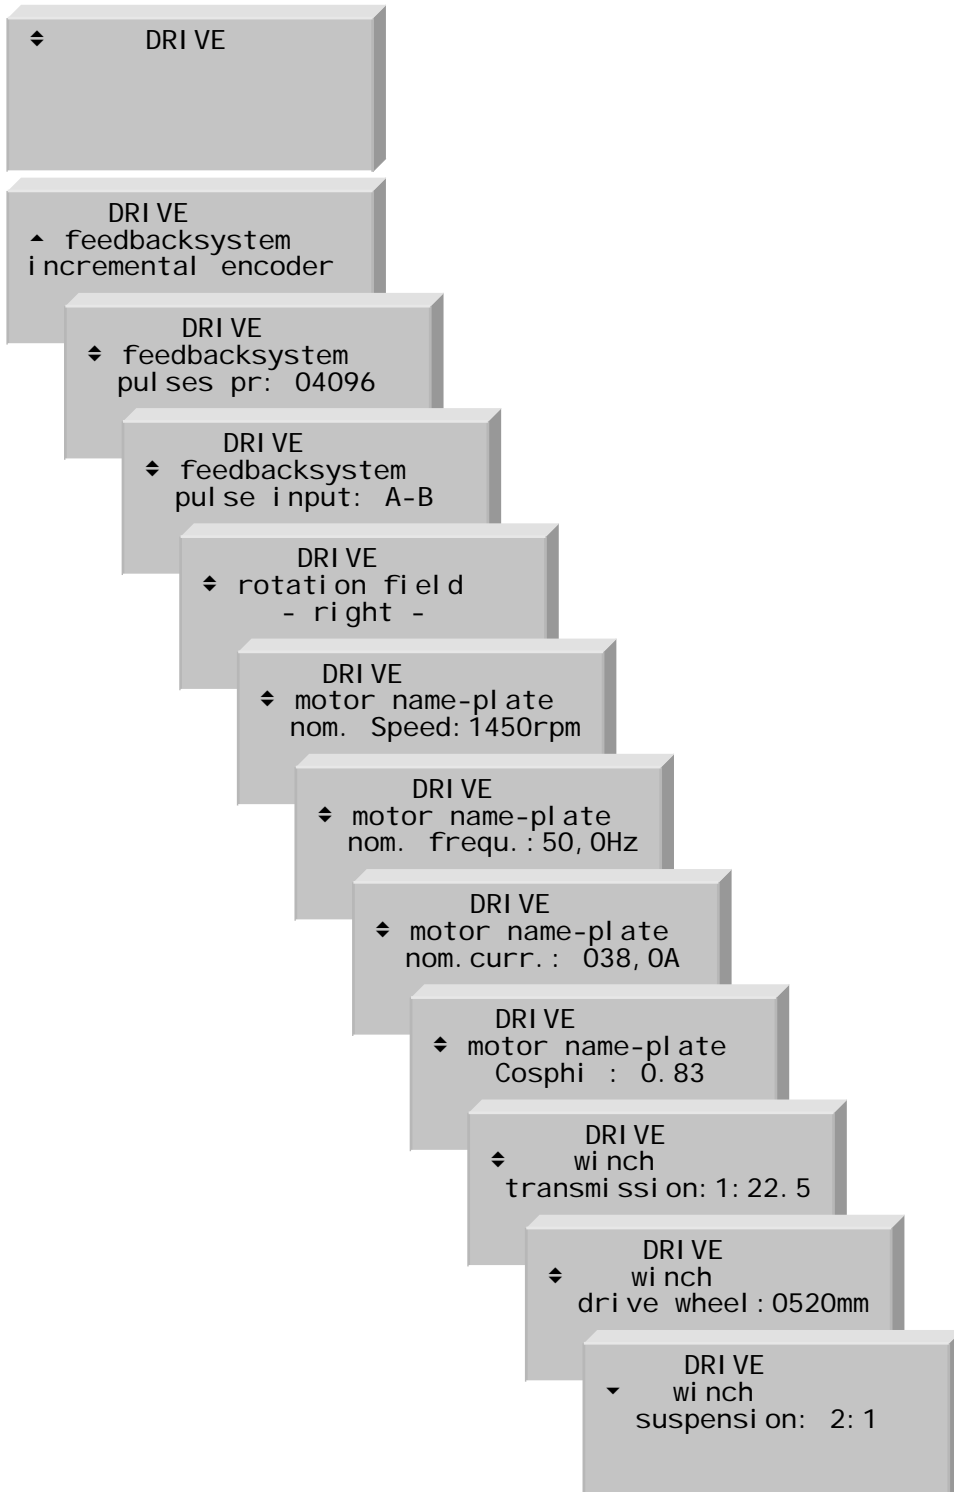 DRIVE
DRIVE
feedbacksystem
incremental encoder
DRIVE
feedbacksystem
pulses pr: 04096
DRIVE
feedbacksystem
pulse input: A-B
DRIVE
rotation field
- right -
DRIVE
motor name-plate
nom. Speed:1450rpm
DRIVE
motor name-plate
nom. frequ.:50,0Hz
DRIVE
motor name-plate
nom.curr.: 038,0A
DRIVE
motor name-plate
Cosphi : 0.83
DRIVE
winch
transmission:1:22.5
DRIVE
winch
drive wheel:0520mm
DRIVE
winch
suspension: 2:1